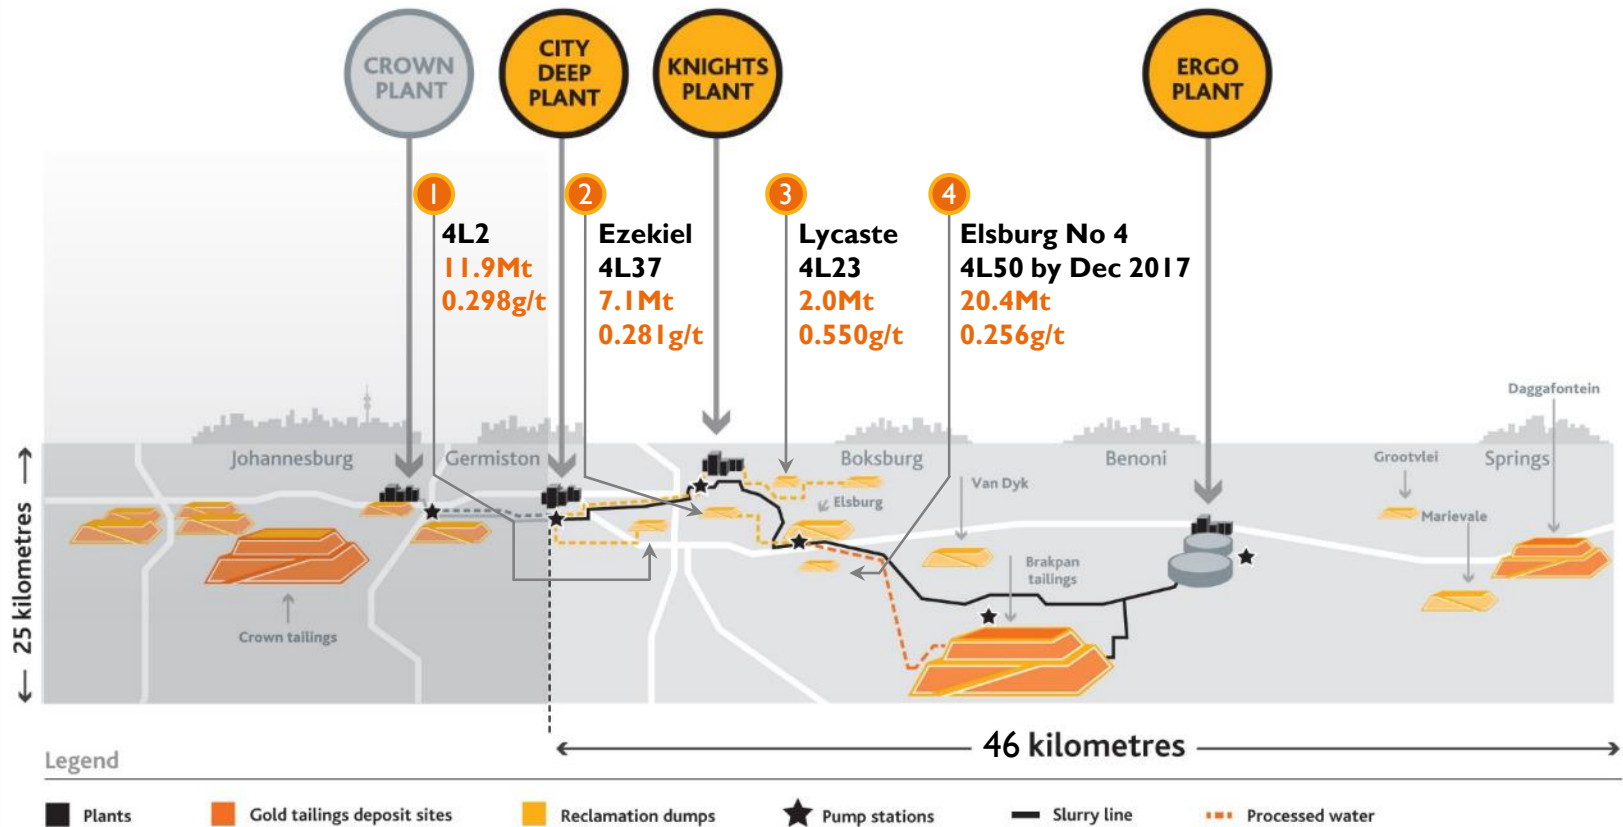 CROWN
PLANT
CITY
DEEP
PLANT
KNIGHTS
PLANT
ERGO
PLANT
1
4L2
11.9Mt
0.298g/t
2
Ezekiel
4L37
7.1Mt
0.281g/t
3
Lycaste
4L23
2.0Mt
0.550g/t
4
Elsburg No 4
4L50 by Dec 2017
20.4Mt
0.256g/t
Daggafontein
Johannesburg
Germiston
Boksburg
Benoni
Grootvlei
Springs
Van Dyk
Elsburg
Marievale
Brakpan
tailings
Crown tailings
25 kilometres
46 kilometres
Legend
Plants
Gold tailings deposit sites
Reclamation dumps
Pump stations
Slurry line
Processed water